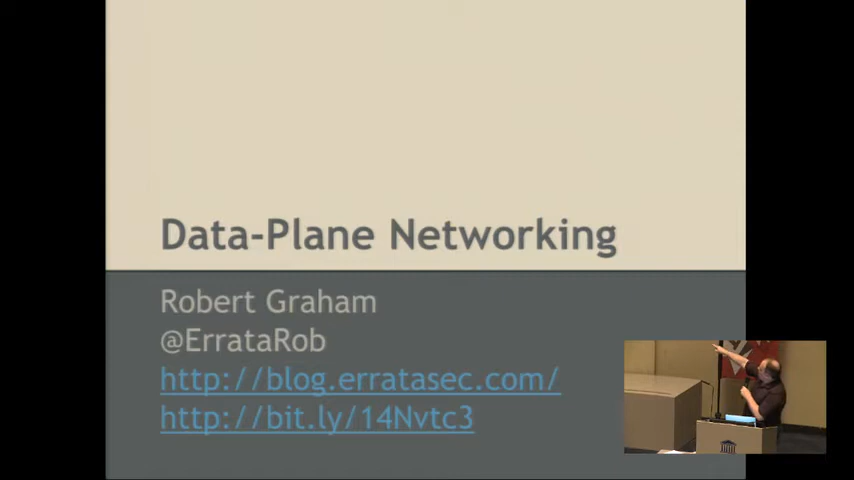 Data-Plane Networking
Robert Graham
@ErrataRob
http://blog.erratasec.com/
http://bit.ly/14Nvtc3